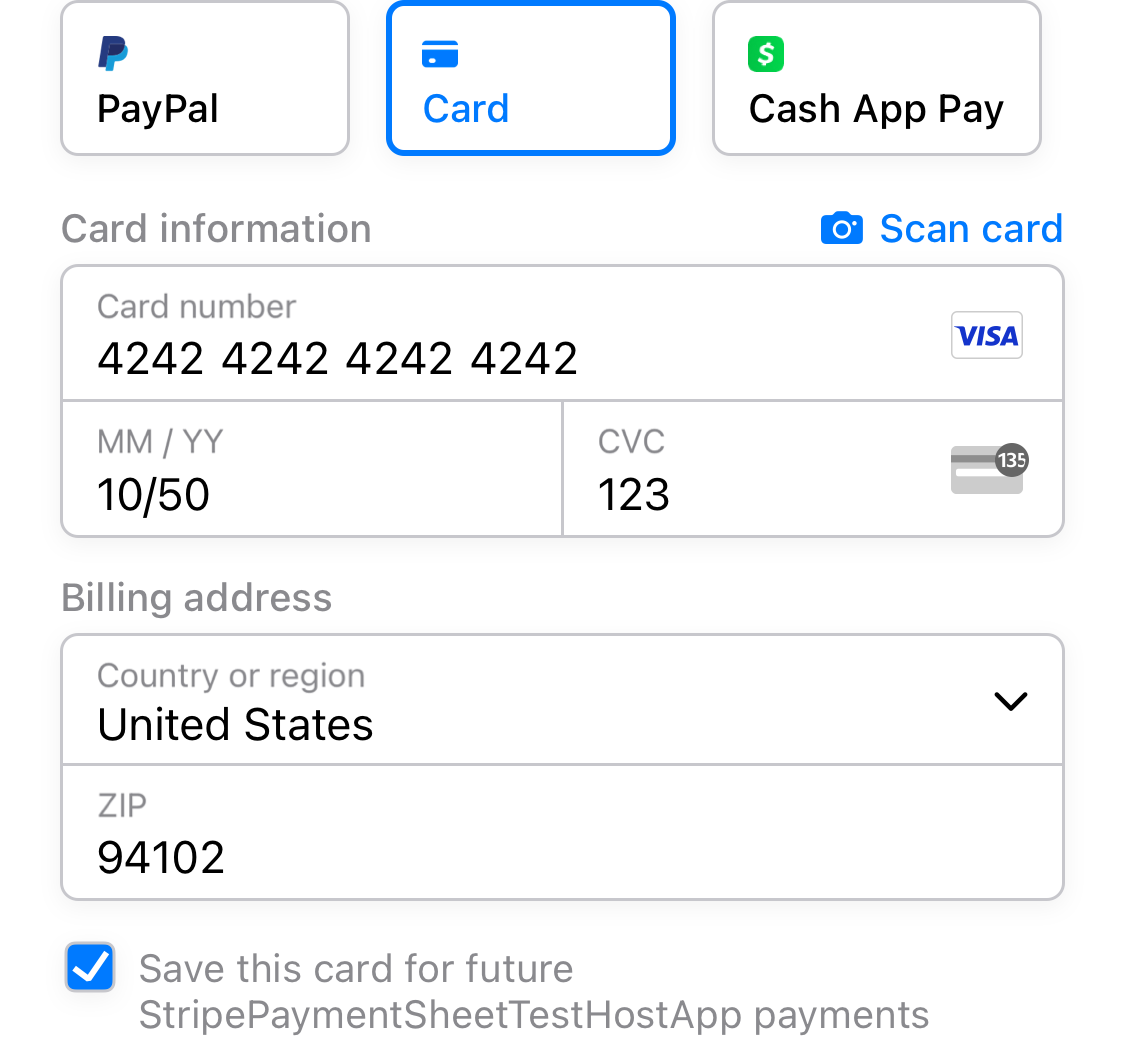 PayPal
Card
$
Cash App Pay
Card information
Scan card
Card number
4242 4242 4242 4242
VISA
MM / YY
10/50
CVC
123
135
Billing address
Country or region
United States
ZIP
94102
Save this card for future
StripePaymentSheetTestHostApp payments